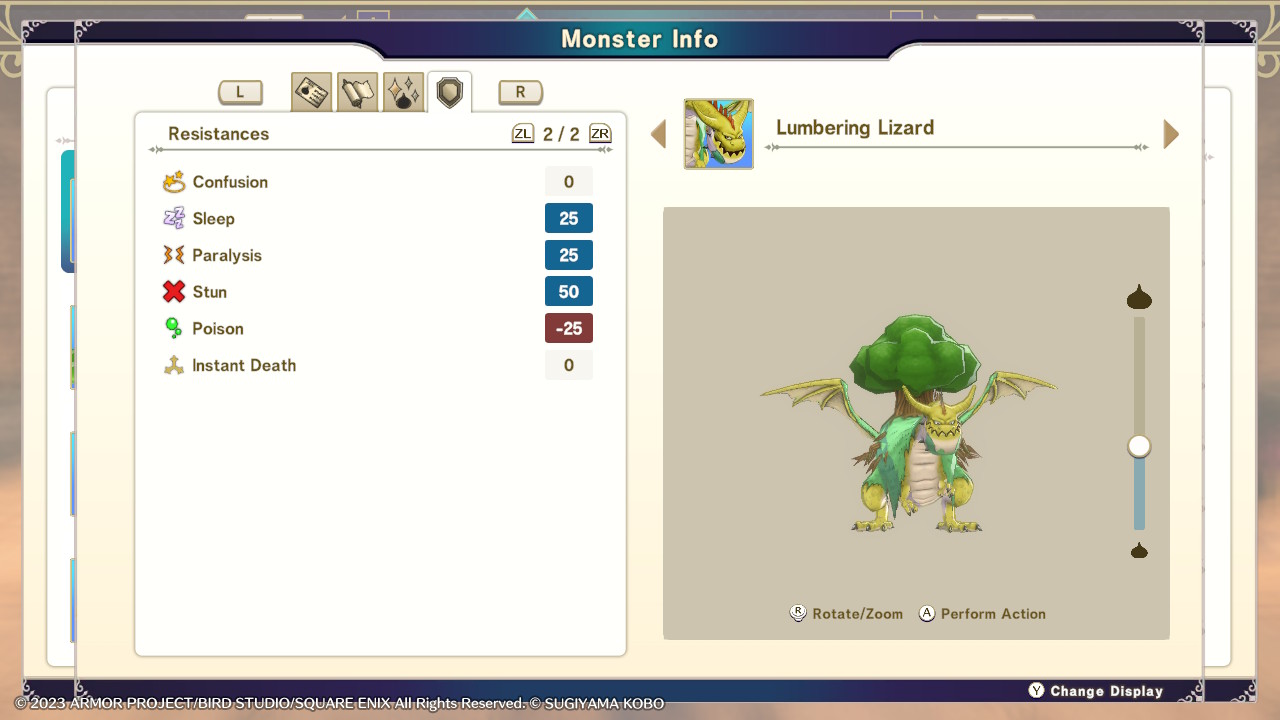 Monster Info
L
R
Resistances
ZL 2 / 2 ZR
Confusion 0
Sleep 25
Paralysis 25
Stun 50
Poison -25
Instant Death 0
Lumbering Lizard
R Rotate/Zoom A Perform Action
Y Change Display
© 2023 ARMOR PROJECT/BIRD STUDIO/SQUARE ENIX All Rights Reserved. © SUGIYAMA KOBO